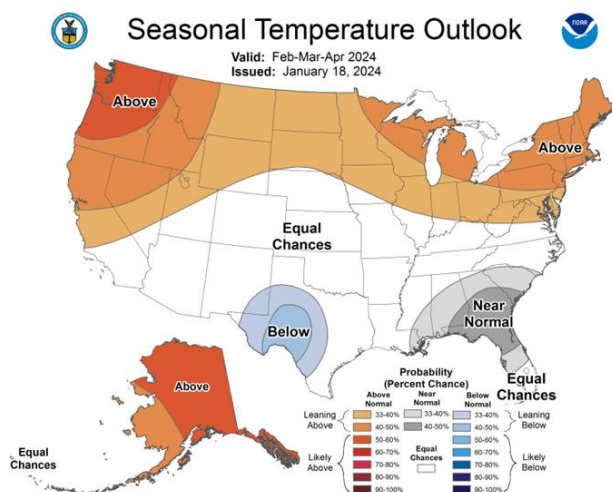 Seasonal Temperature Outlook
Valid: Feb-Mar-Apr 2024
Issued: January 18, 2024
NOAA
Above
Above
Equal
Chances
Below
Near
Normal
Equal
Chances
Above
Equal
Chances
Probability
(Percent Chance)
Above
Normal
Near
Normal
Below
Normal
Leaning
Above
33-40%
33-40%
33-40%
Leaning
Below
40-50%
40-50%
40-50%
Likely
Above
50-60%
60-70%
70-80%
80-90%
90-100%
Equal
Chances
50-60%
60-70%
70-80%
80-90%
90-100%
Likely
Below